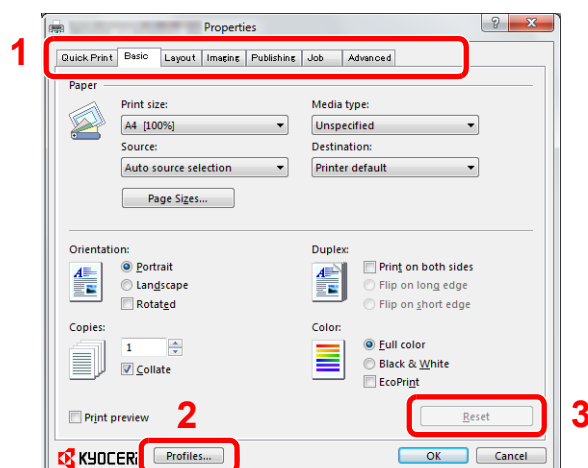 Properties
1
Quick Print Basic Layout Imaging Publishing Job Advanced
Paper
Print size: Media type:
A4 [100%] Unspecified
Source: Destination:
Auto source selection Printer default
Page Sizes...
Orientation: Duplex:
Portrait Print on both sides
Landscape Flip on long edge
Rotated Flip on short edge
Copies: Color:
1 Full color
Collate Black & White
EcoPrint
Print preview 2 Reset 3
KYOCERa Profiles... OK Cancel